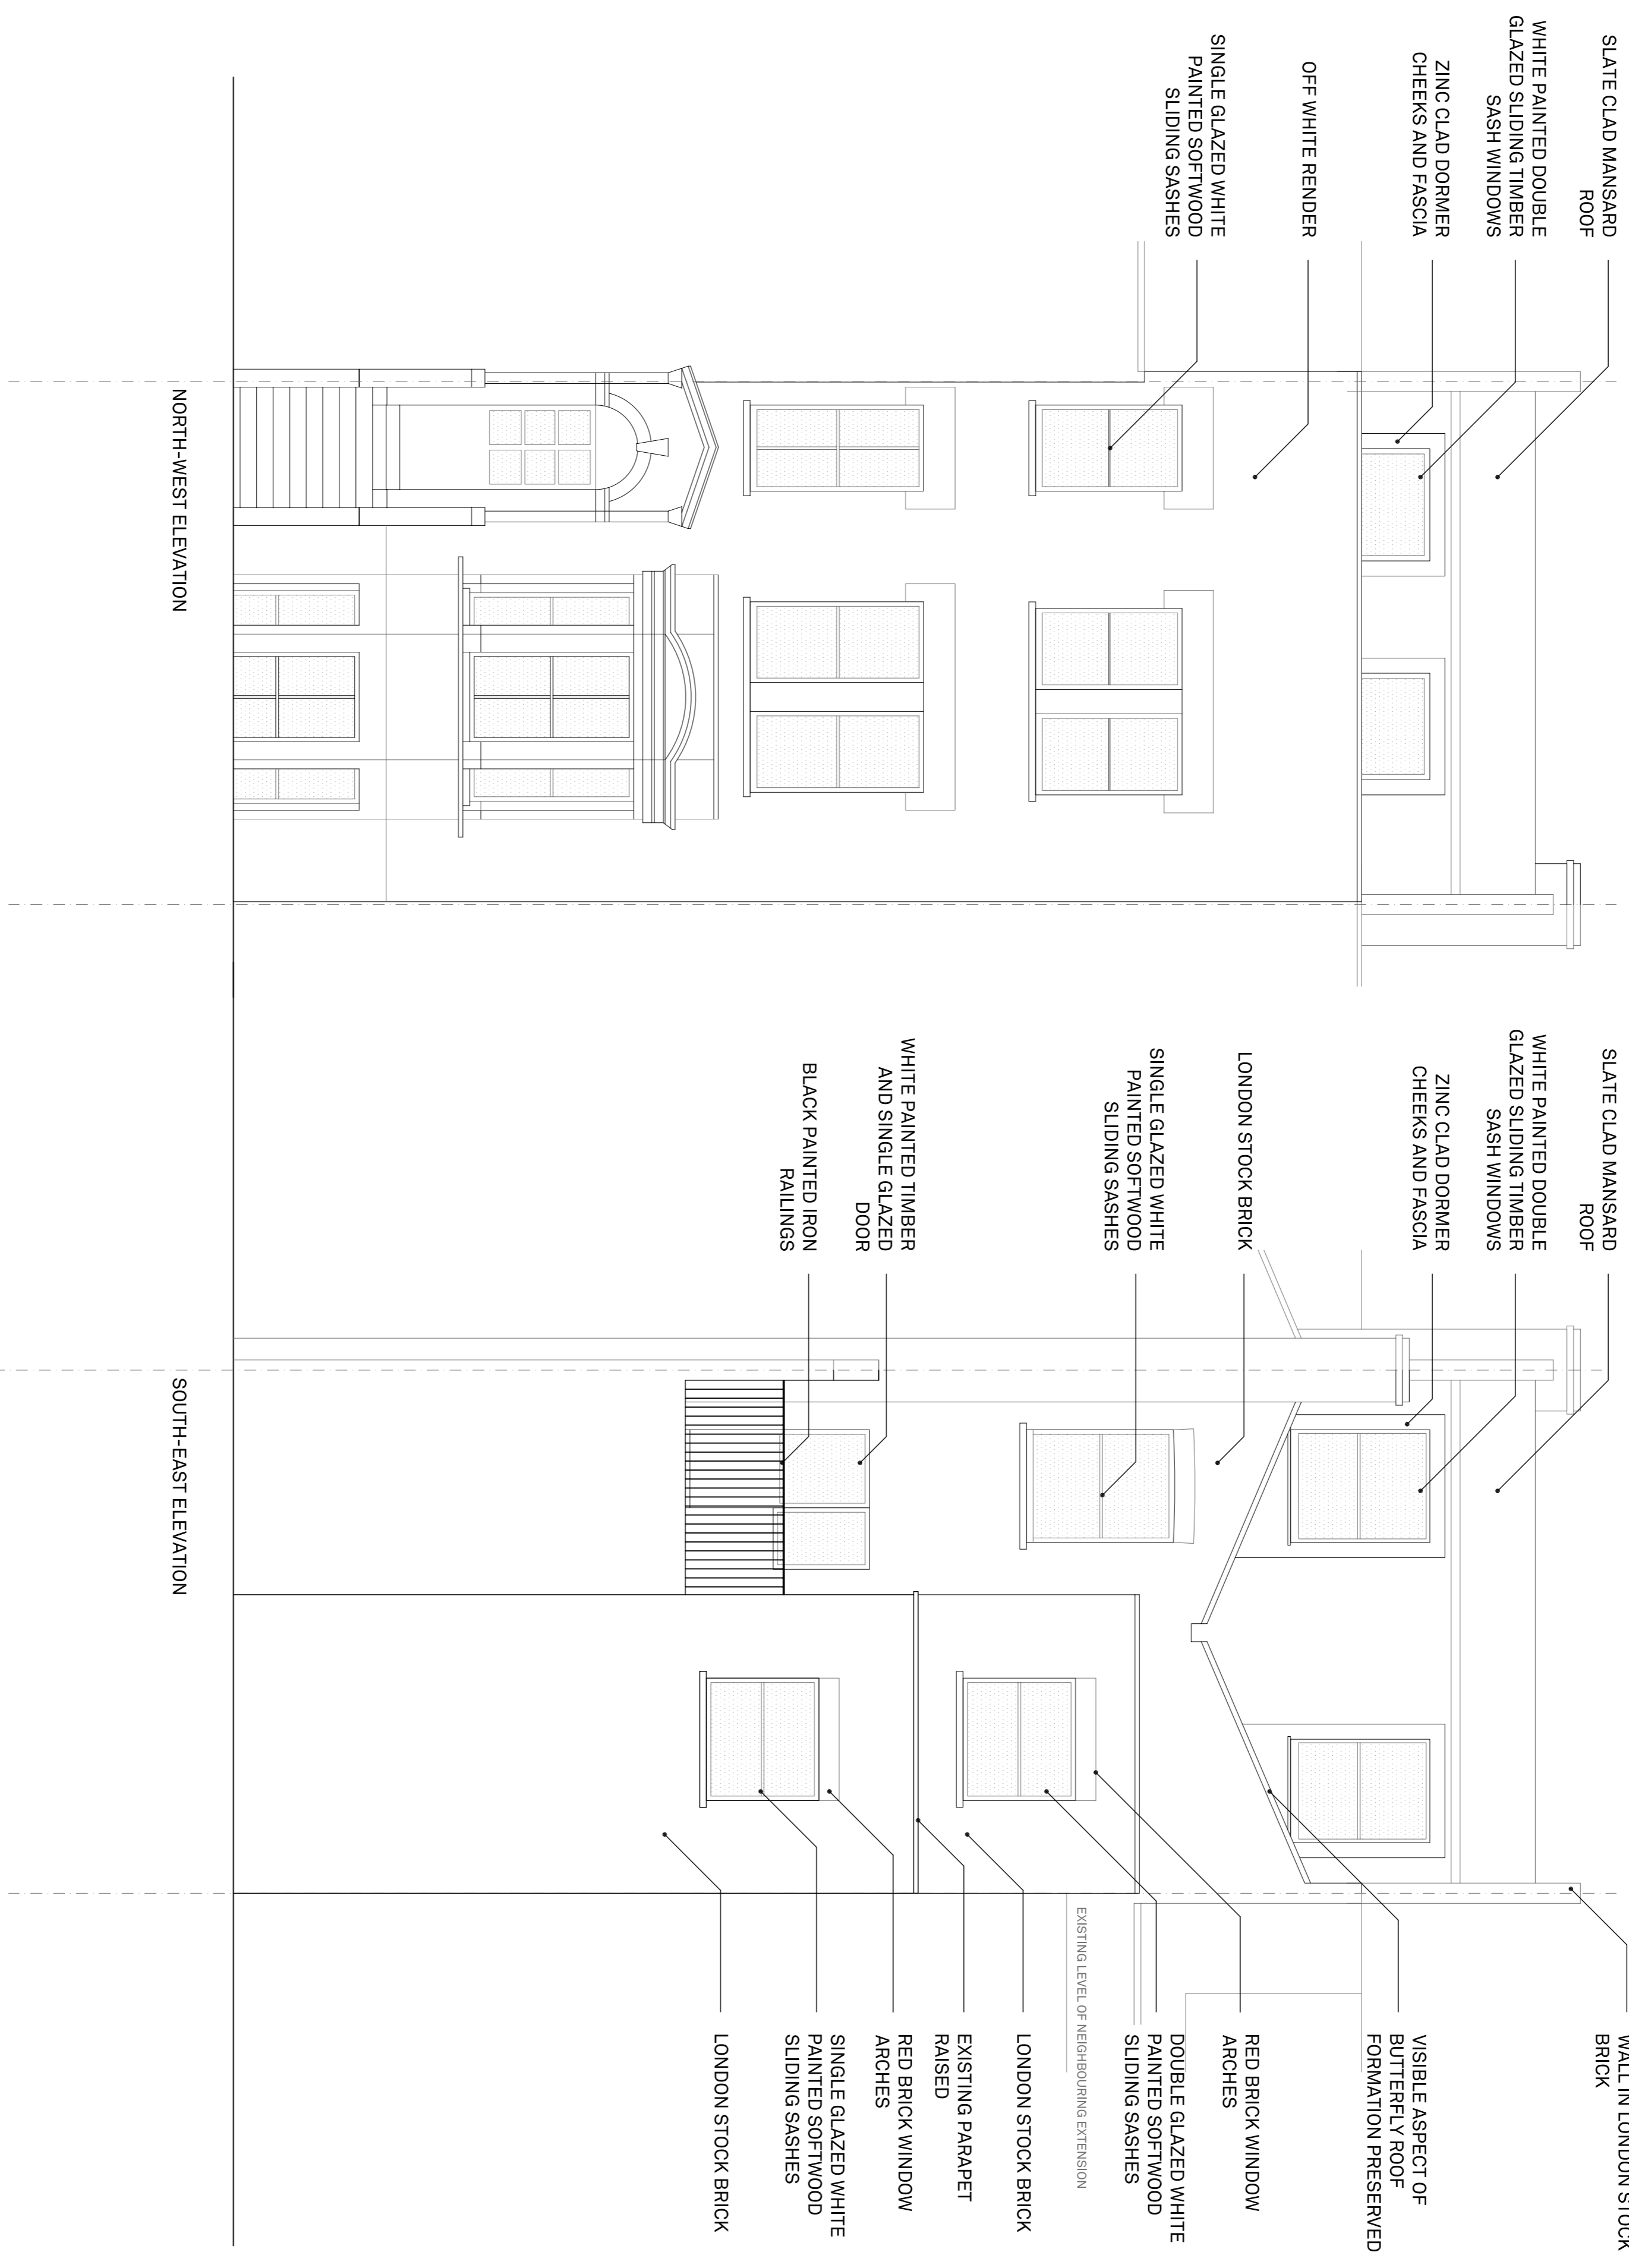 SLATE CLAD MANSARD
ROOF
WHITE PAINTED DOUBLE
GLAZED SLIDING TIMBER
SASH WINDOWS
ZINC CLAD DORMER
CHEEKS AND FASCIA
OFF WHITE RENDER
SINGLE GLAZED WHITE
PAINTED SOFTWOOD
SLIDING SASHES
NORTH-WEST ELEVATION
SLATE CLAD MANSARD
ROOF
WHITE PAINTED DOUBLE
GLAZED SLIDING TIMBER
SASH WINDOWS
ZINC CLAD DORMER
CHEEKS AND FASCIA
LONDON STOCK BRICK
SINGLE GLAZED WHITE
PAINTED SOFTWOOD
SLIDING SASHES
WHITE PAINTED TIMBER
AND SINGLE GLAZED
DOOR
BLACK PAINTED IRON
RAILINGS
SOUTH-EAST ELEVATION
WALL IN LONDON STOCK
BRICK
VISIBLE ASPECT OF
BUTTERFLY ROOF
FORMATION PRESERVED
RED BRICK WINDOW
ARCHES
DOUBLE GLAZED WHITE
PAINTED SOFTWOOD
SLIDING SASHES
EXISTING LEVEL OF NEIGHBOURING EXTENSION
LONDON STOCK BRICK
EXISTING PARAPET
RAISED
RED BRICK WINDOW
ARCHES
SINGLE GLAZED WHITE
PAINTED SOFTWOOD
SLIDING SASHES
LONDON STOCK BRICK